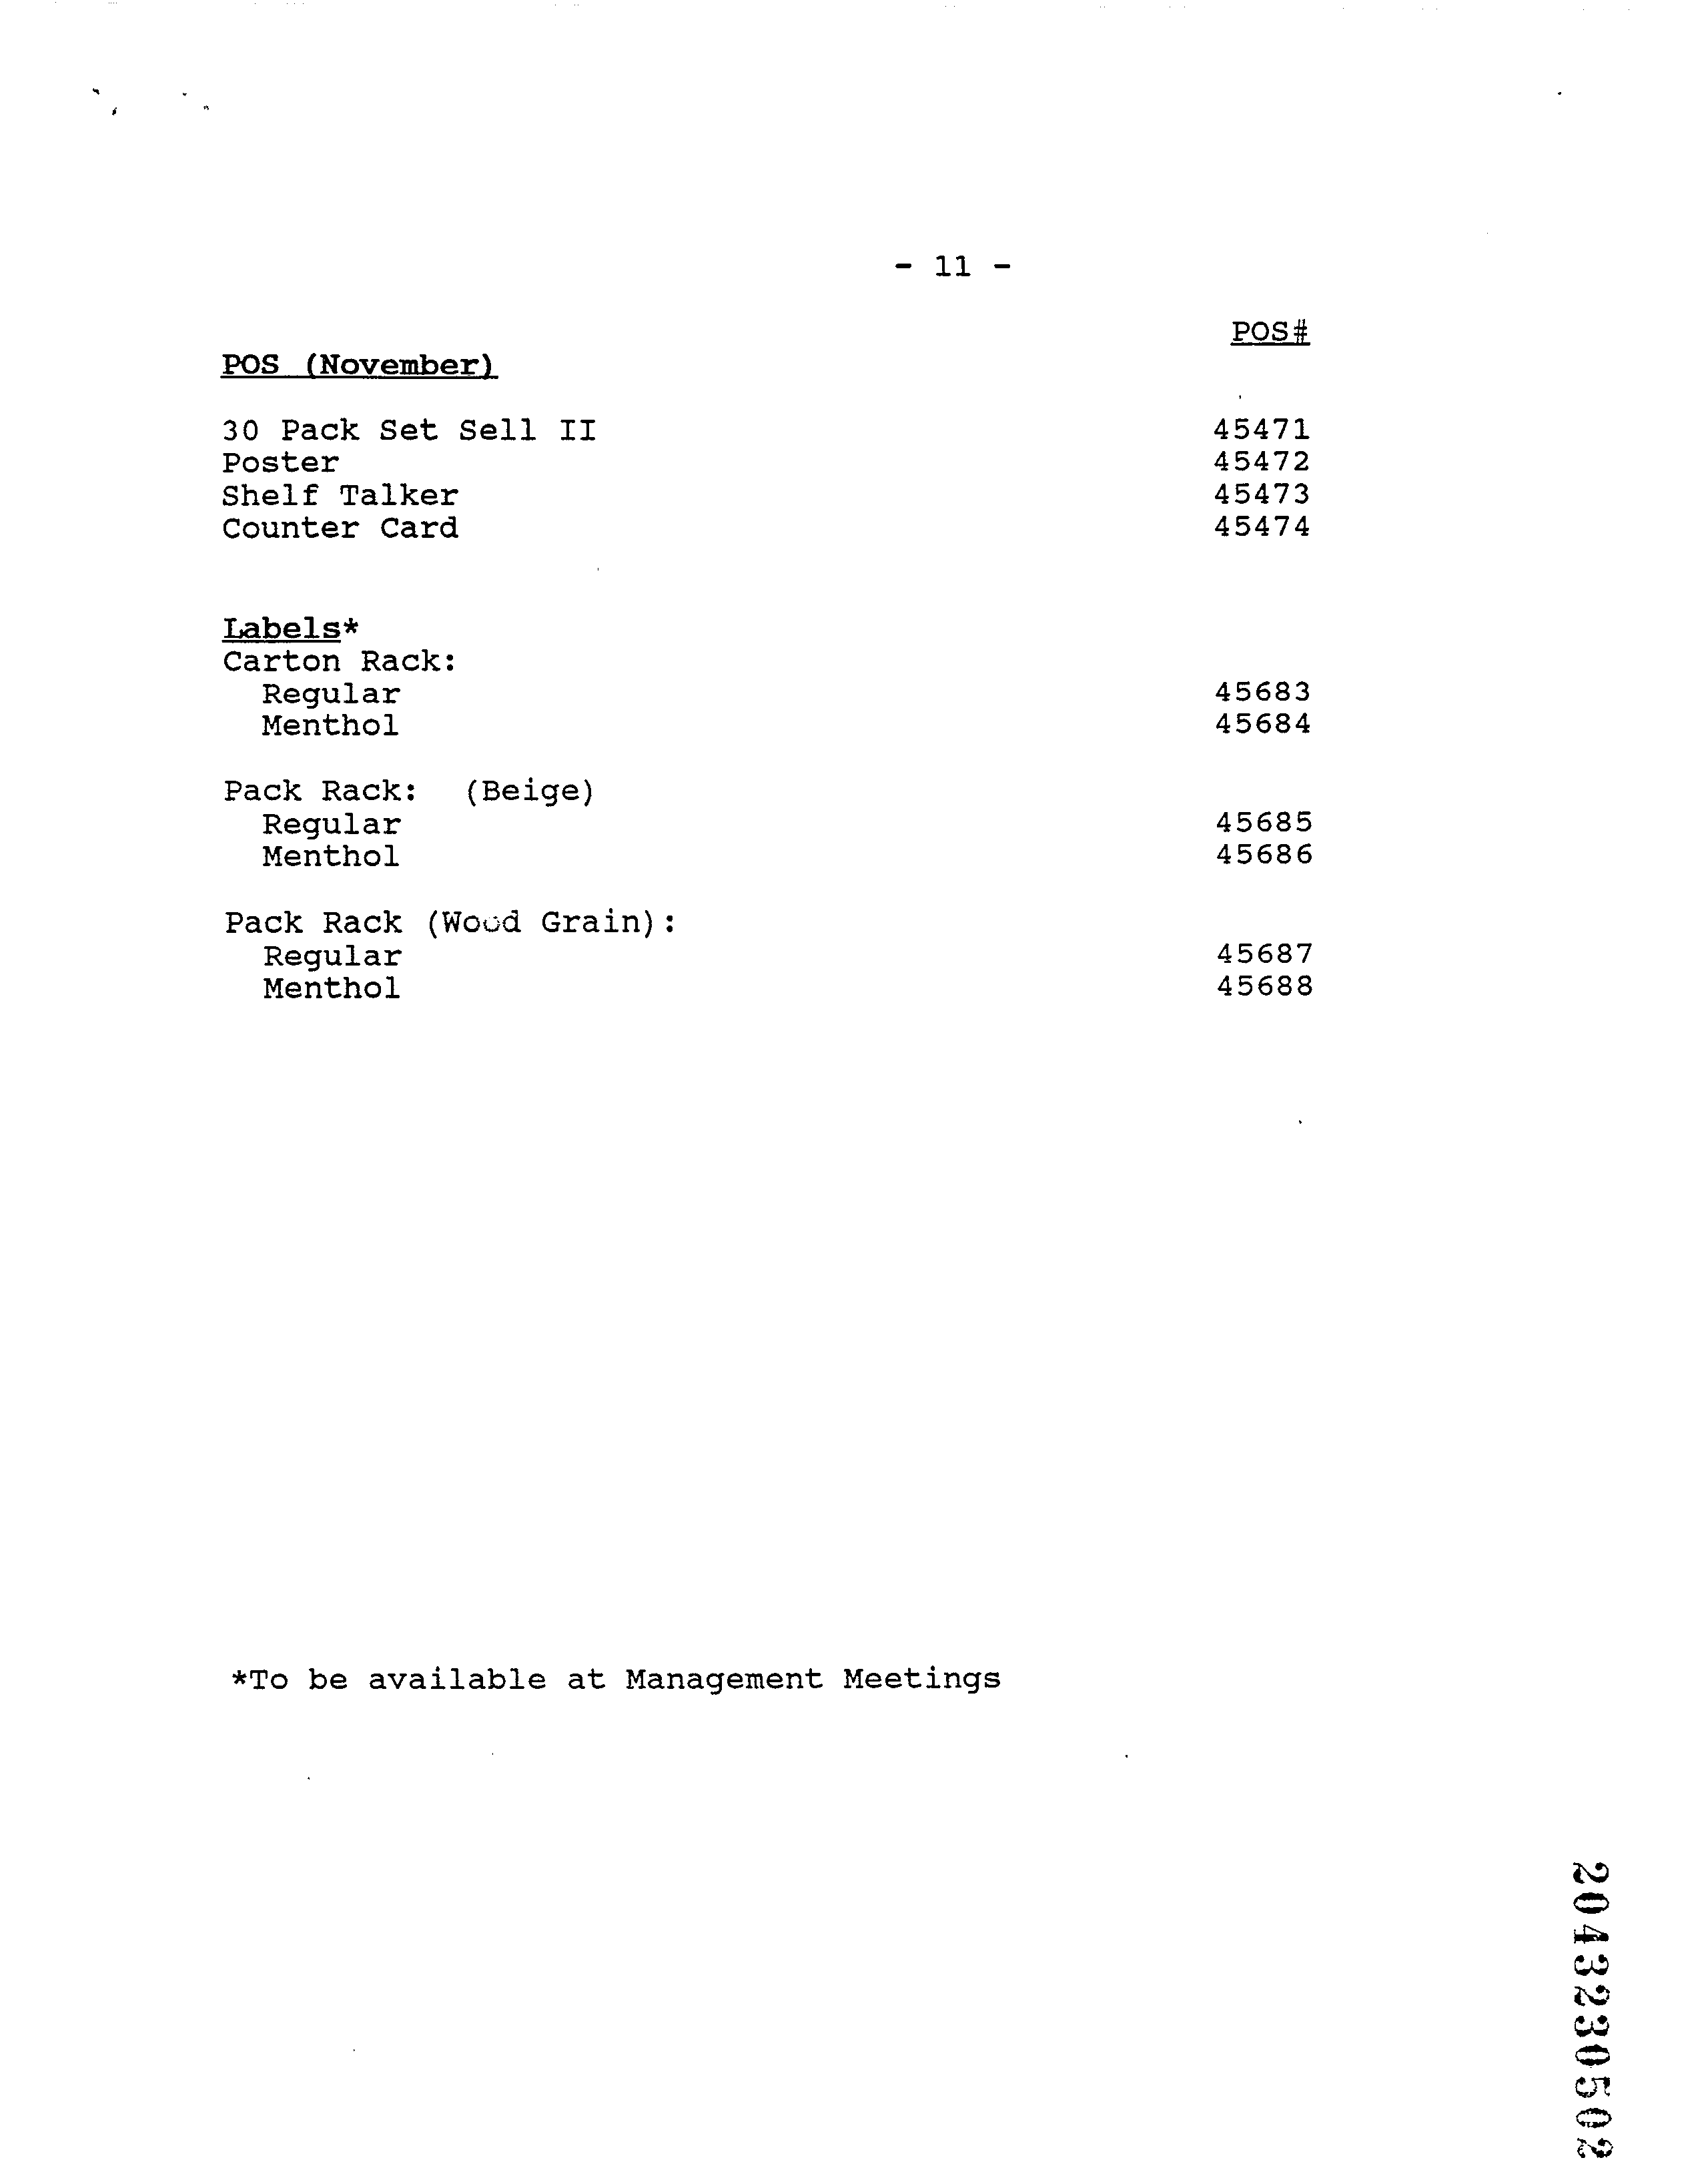 - 11 -
POS#
POS (November)
30 Pack Set Sell II 45471
Poster 45472
Shelf Talker 45473
Counter Card 45474
Labels*
Carton Rack:
Regular 45683
Menthol 45684
Pack Rack: (Beige)
Regular 45685
Menthol 45686
Pack Rack (Wood Grain):
Regular 45687
Menthol 45688
*To be available at Management Meetings
2043230502